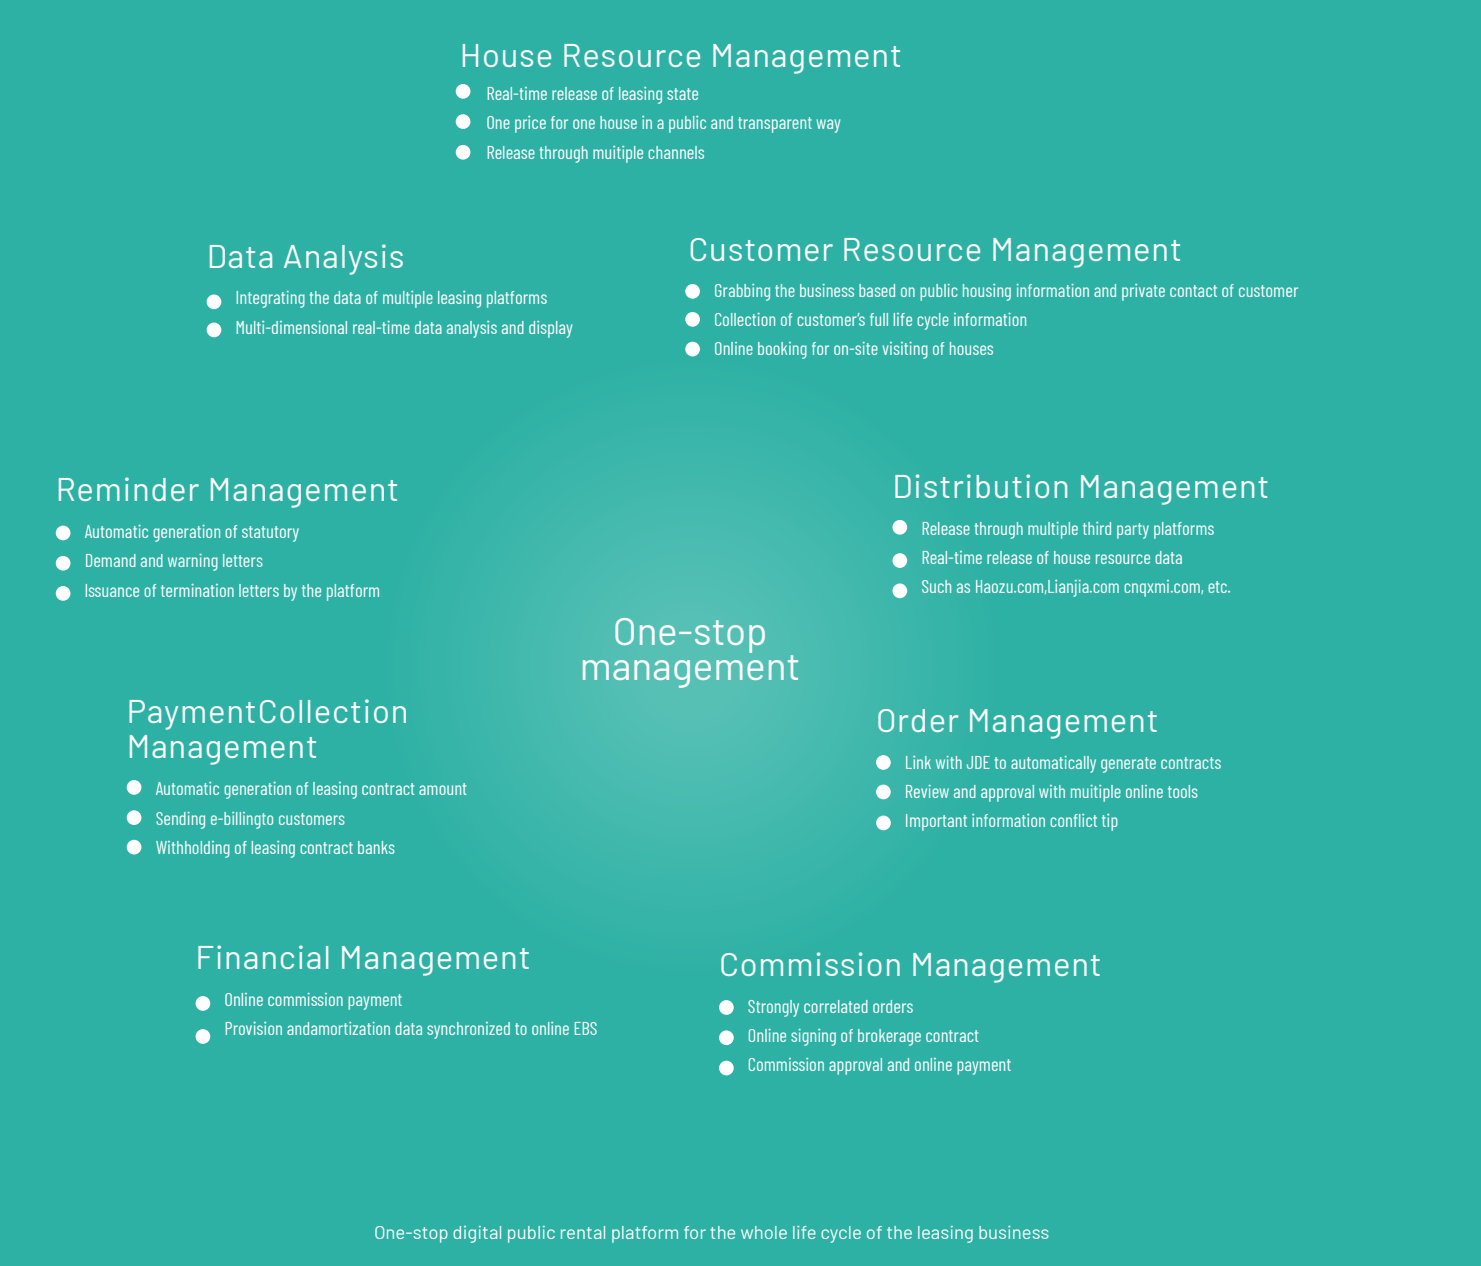 House Resource Management
Real-time release of leasing state
One price for one house in a public and transparent way
Release through muitiple channels
Data Analysis
Integrating the data of multiple leasing platforms
Multi-dimensional real-time data analysis and display
Customer Resource Management
Grabbing the business based on public housing information and private contact of customer
Collection of customer's full life cycle information
Online booking for on-site visiting of houses
Reminder Management
Automatic generation of statutory
Demand and warning letters
Issuance of termination letters by the platform
Distribution Management
Release through multiple third party platforms
Real-time release of house resource data
Such as Haozu.com,Lianjia.com cnqxmi.com, etc.
One-stop
management
PaymentCollection
Management
Automatic generation of leasing contract amount
Sending e-billingto customers
Withholding of leasing contract banks
Order Management
Link with JDE to automatically generate contracts
Review and approval with muitiple online tools
Important information conflict tip
Financial Management
Online commission payment
Provision andamortization data synchronized to online EBS
Commission Management
Strongly correlated orders
Online signing of brokerage contract
Commission approval and online payment
One-stop digital public rental platform for the whole life cycle of the leasing business